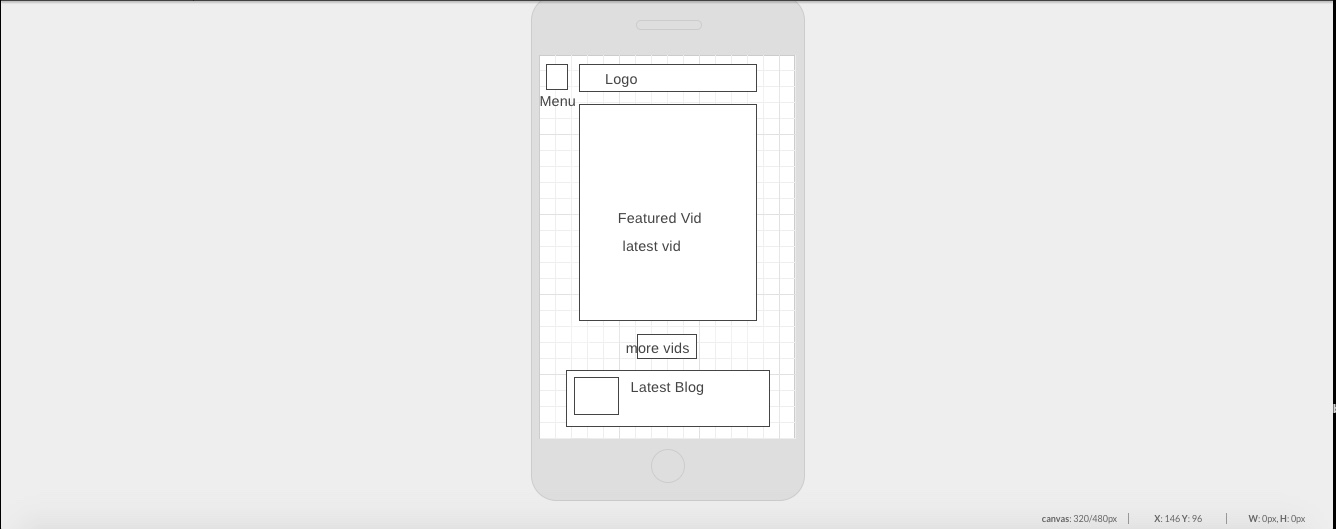 Logo
Menu
Featured Vid
latest vid
more vids
Latest Blog
canvas: 320/480px X: 146 Y: 96 W: 0px, H: 0px